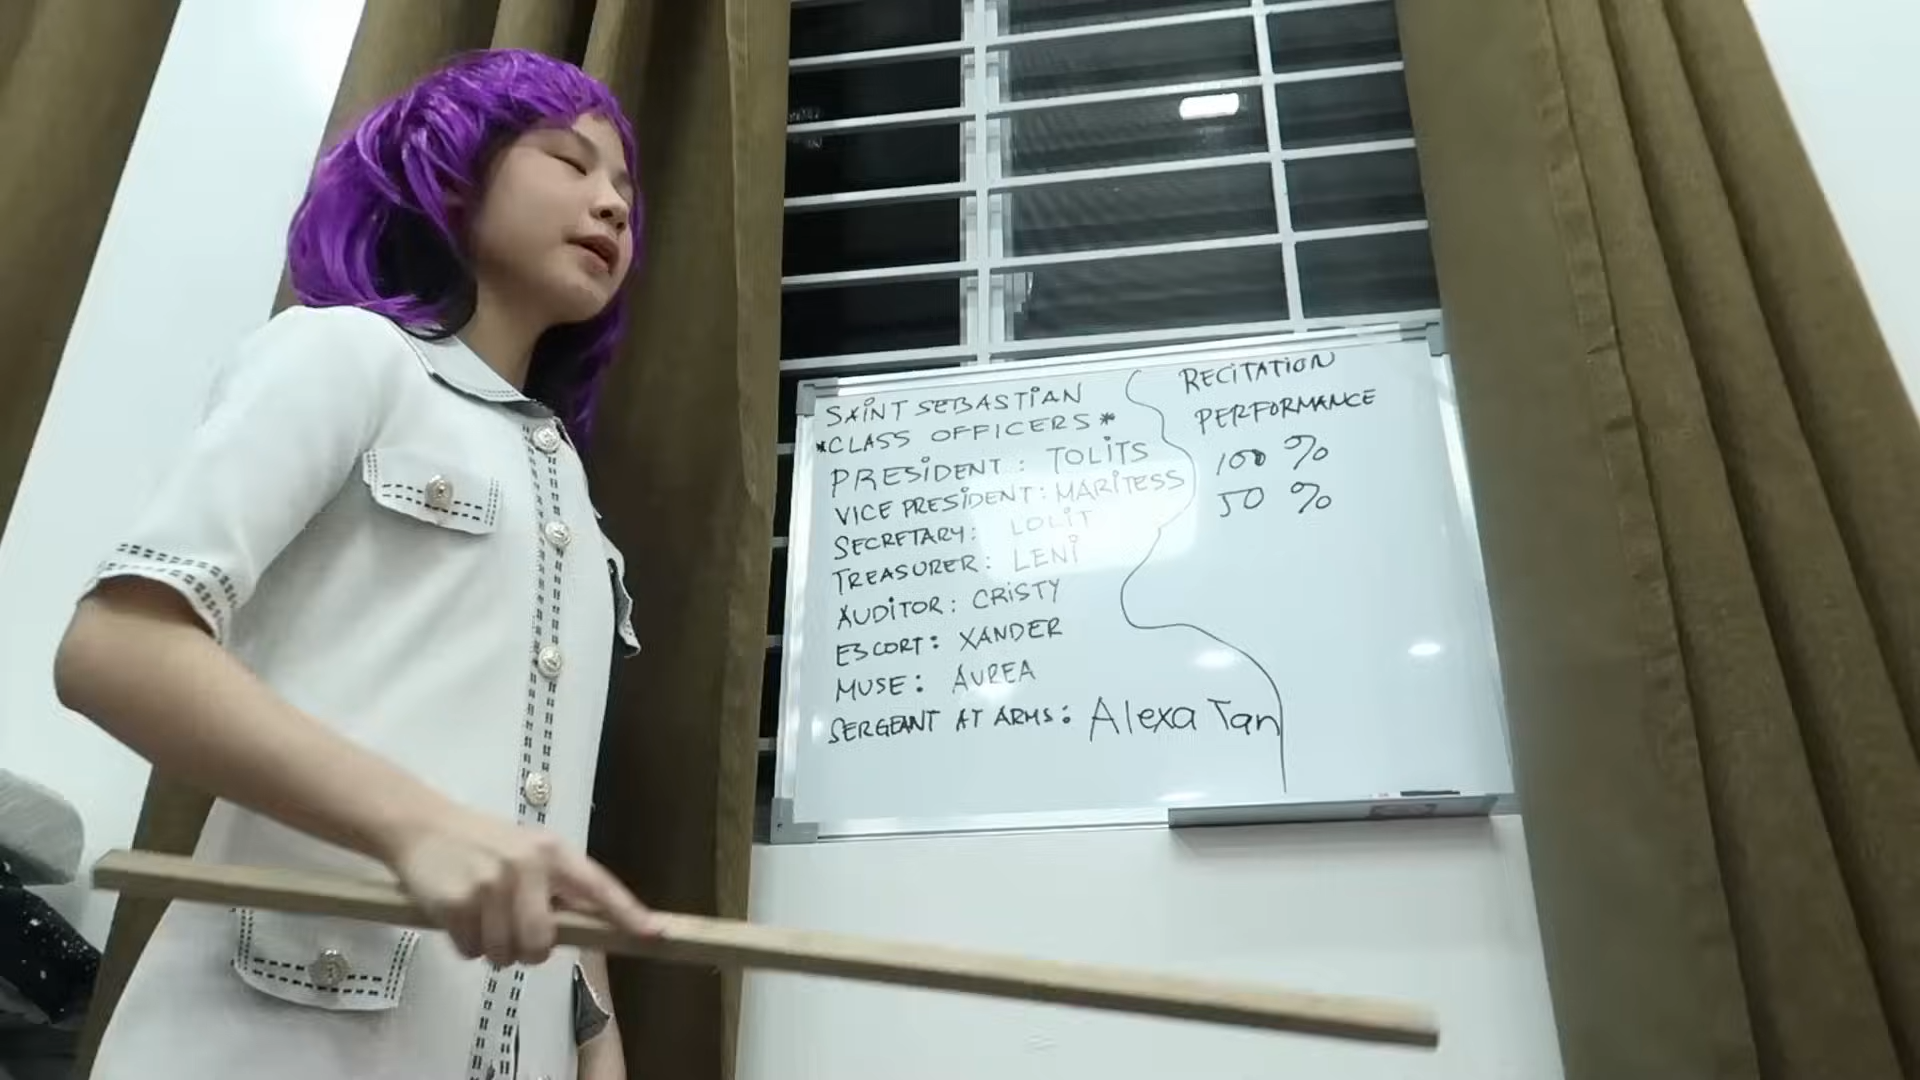 SAINT SEBASTIAN
*CLASS OFFICERS*
PRESIDENT: TOLITS
VICE PRESIDENT: MARITESS
SECRETARY: LOLIT
TREASURER: LENI
AUDITOR: CRISTY
ESCORT: XANDER
MUSE: AUREA
SERGEANT AT ARMS: Alexa Tan
RECITATION
PERFORMANCE
100 %
50 %